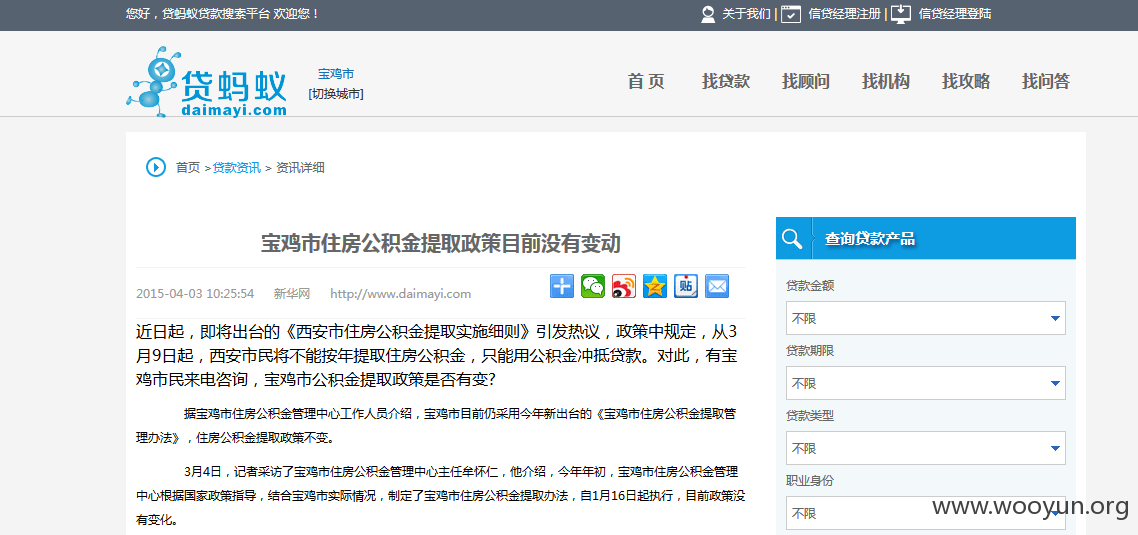 您好，贷蚂蚁贷款搜索平台 欢迎您！
关于我们 | 信贷经理注册 | 信贷经理登陆
贷蚂蚁
daimayi.com
宝鸡市
[切换城市]
首 页 找贷款 找顾问 找机构 找攻略 找问答
首页 >贷款资讯 > 资讯详细
宝鸡市住房公积金提取政策目前没有变动
2015-04-03 10:25:54 新华网 http://www.daimayi.com
贴
近日起，即将出台的《西安市住房公积金提取实施细则》引发热议，政策中规定，从3
月9日起，西安市民将不能按年提取住房公积金，只能用公积金冲抵贷款。对此，有宝
鸡市民来电咨询，宝鸡市公积金提取政策是否有变?
据宝鸡市住房公积金管理中心工作人员介绍，宝鸡市目前仍采用今年新出台的《宝鸡市住房公积金提取管
理办法》，住房公积金提取政策不变。
3月4日，记者采访了宝鸡市住房公积金管理中心主任牟怀仁，他介绍，今年年初，宝鸡市住房公积金管理
中心根据国家政策指导，结合宝鸡市实际情况，制定了宝鸡市住房公积金提取办法，自1月16日起执行，目前政策没
有变化。
查询贷款产品
贷款金额
不限
贷款期限
不限
贷款类型
不限
职业身份
不限
www.wooyun.org